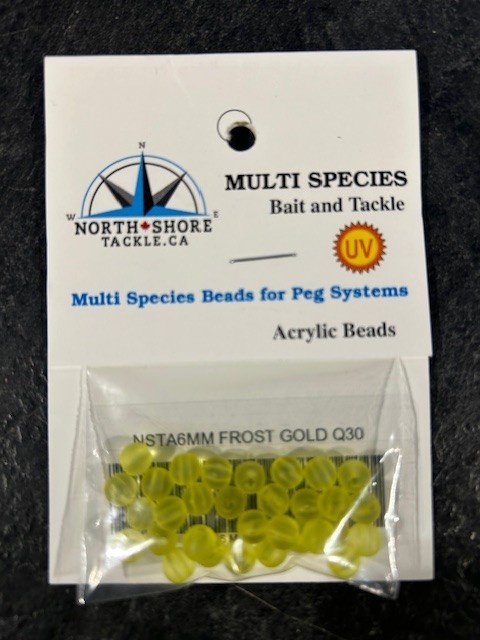 N
W E
NORTH SHORE
TACKLE.CA
MULTI SPECIES
Bait and Tackle
UV
Multi Species Beads for Peg Systems
Acrylic Beads
NSTA6MM FROST GOLD Q30